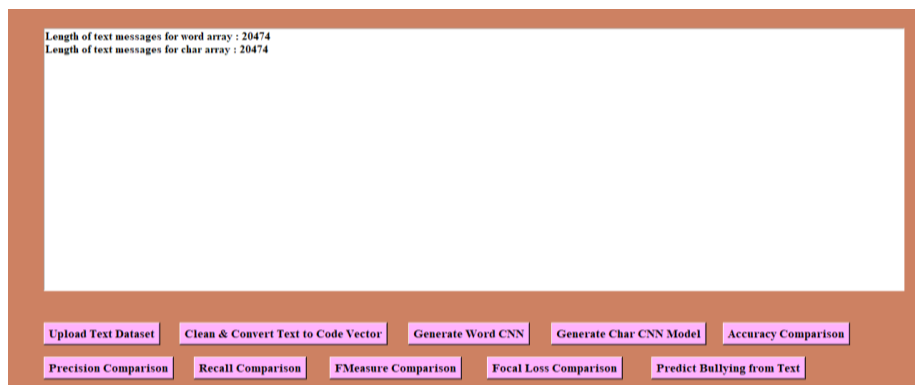 Length of text messages for word array : 20474
Length of text messages for char array : 20474
Upload Text Dataset Clean & Convert Text to Code Vector Generate Word CNN Generate Char CNN Model Accuracy Comparison
Precision Comparison Recall Comparison FMeasure Comparison Focal Loss Comparison Predict Bullying from Text